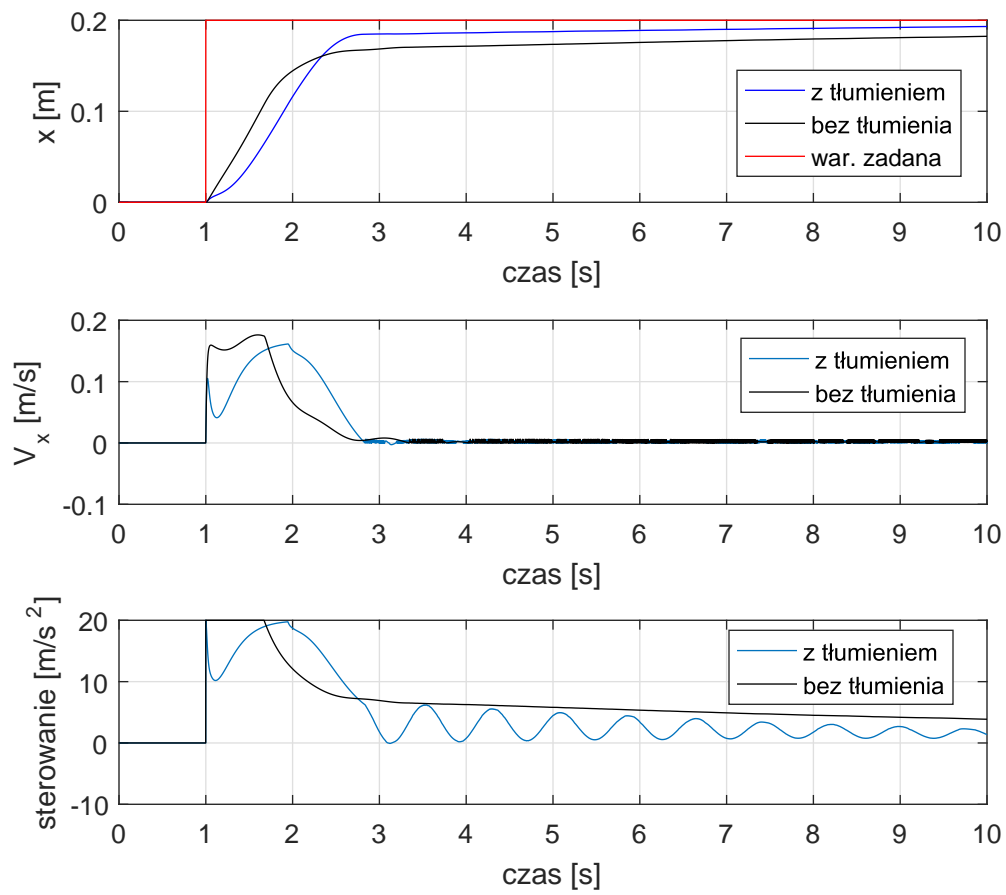 0.2
0.1
0
x [m]
z tłumieniem
bez tłumienia
war. zadana
0 1 2 3 4 5 6 7 8 9 10
czas [s]
0.2
0.1
0
-0.1
V x [m/s]
z tłumieniem
bez tłumienia
0 1 2 3 4 5 6 7 8 9 10
czas [s]
20
10
0
-10
sterowanie [m/s 2]
z tłumieniem
bez tłumienia
0 1 2 3 4 5 6 7 8 9 10
czas [s]